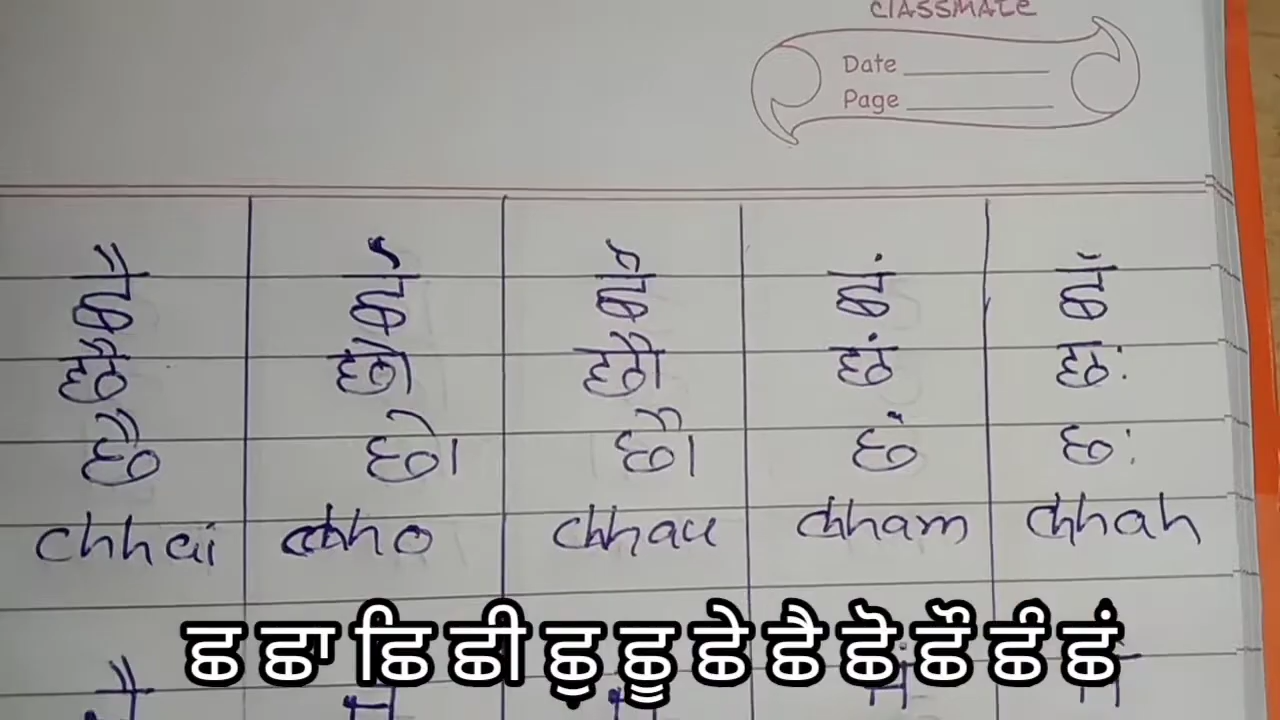 classmate
Date
Page
ਛੈ ਛੋ ਛੌ ਛਂ ਛੱ
छै छो छौ छं छः
છૈ છો છૌ છં છઃ
chhai chho chhau chham chhah
ਛ ਛਾ ਛਿ ਛੀ ਛੁ ਛੂ ਛੇ ਛੈ ਛੋ ਛੌ ਛੰ ਛਂ